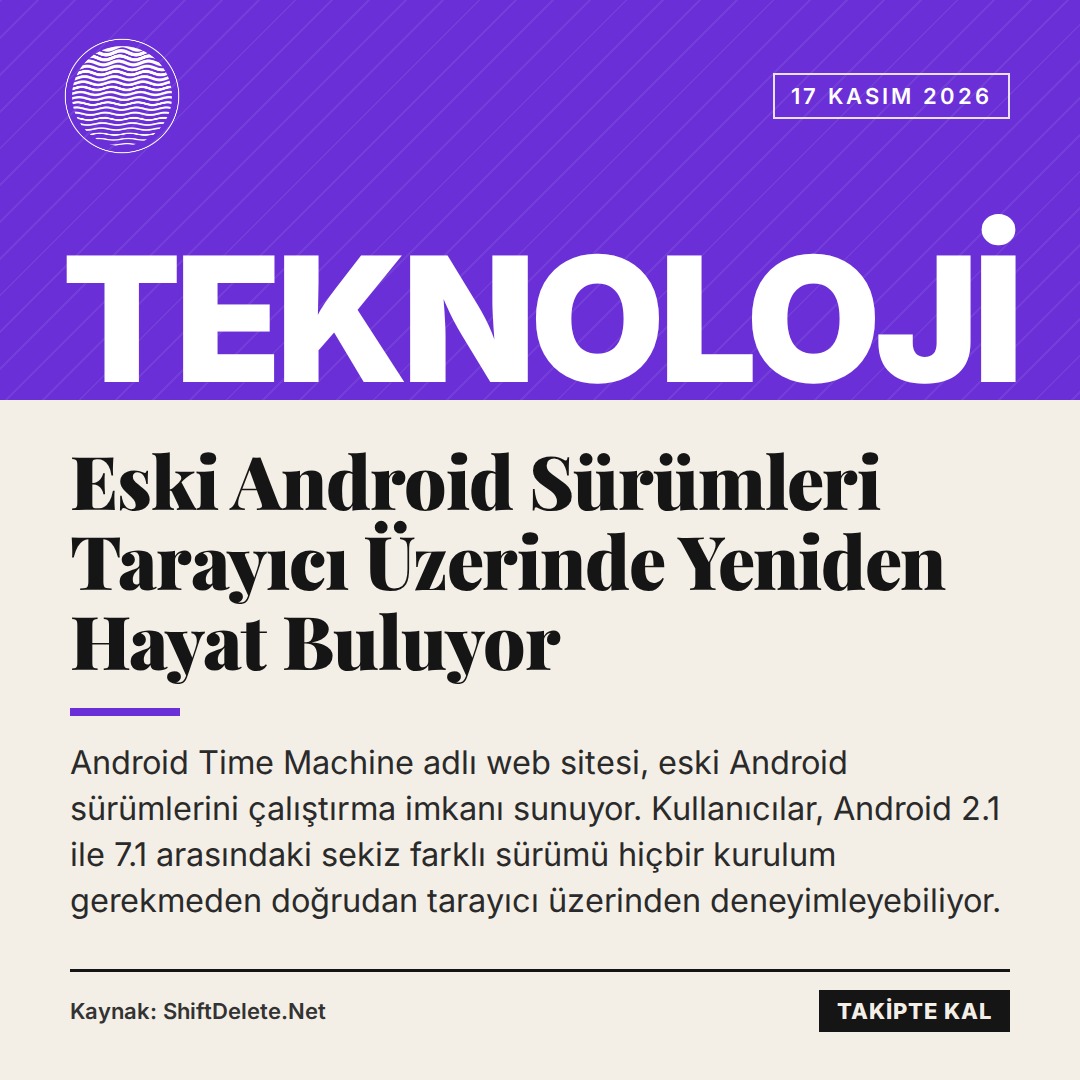 17 KASIM 2026
TEKNOLOJİ
Eski Android Sürümleri
Tarayıcı Üzerinde Yeniden
Hayat Buluyor
Android Time Machine adlı web sitesi, eski Android
sürümlerini çalıştırma imkanı sunuyor. Kullanıcılar, Android 2.1
ile 7.1 arasındaki sekiz farklı sürümü hiçbir kurulum
gerekmeden doğrudan tarayıcı üzerinden deneyimleyebiliyor.
Kaynak: ShiftDelete.Net
TAKİPTE KAL